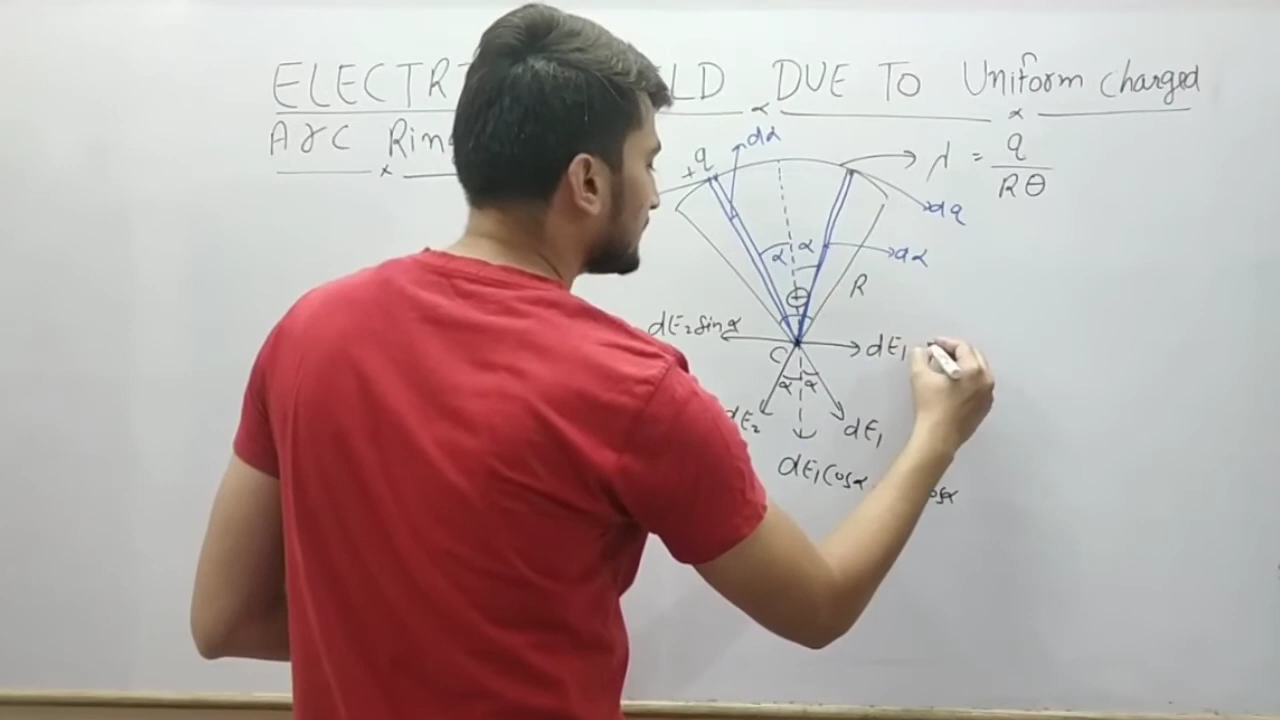 ELECTR LD DUE TO Uniform charged
Arc Rin
+q dα λ = q / Rθ
dq
α α dα
θ R
dE₂ sinα dE₁
C
α α
dE₂ dE₁
dE₁ Cosα osα